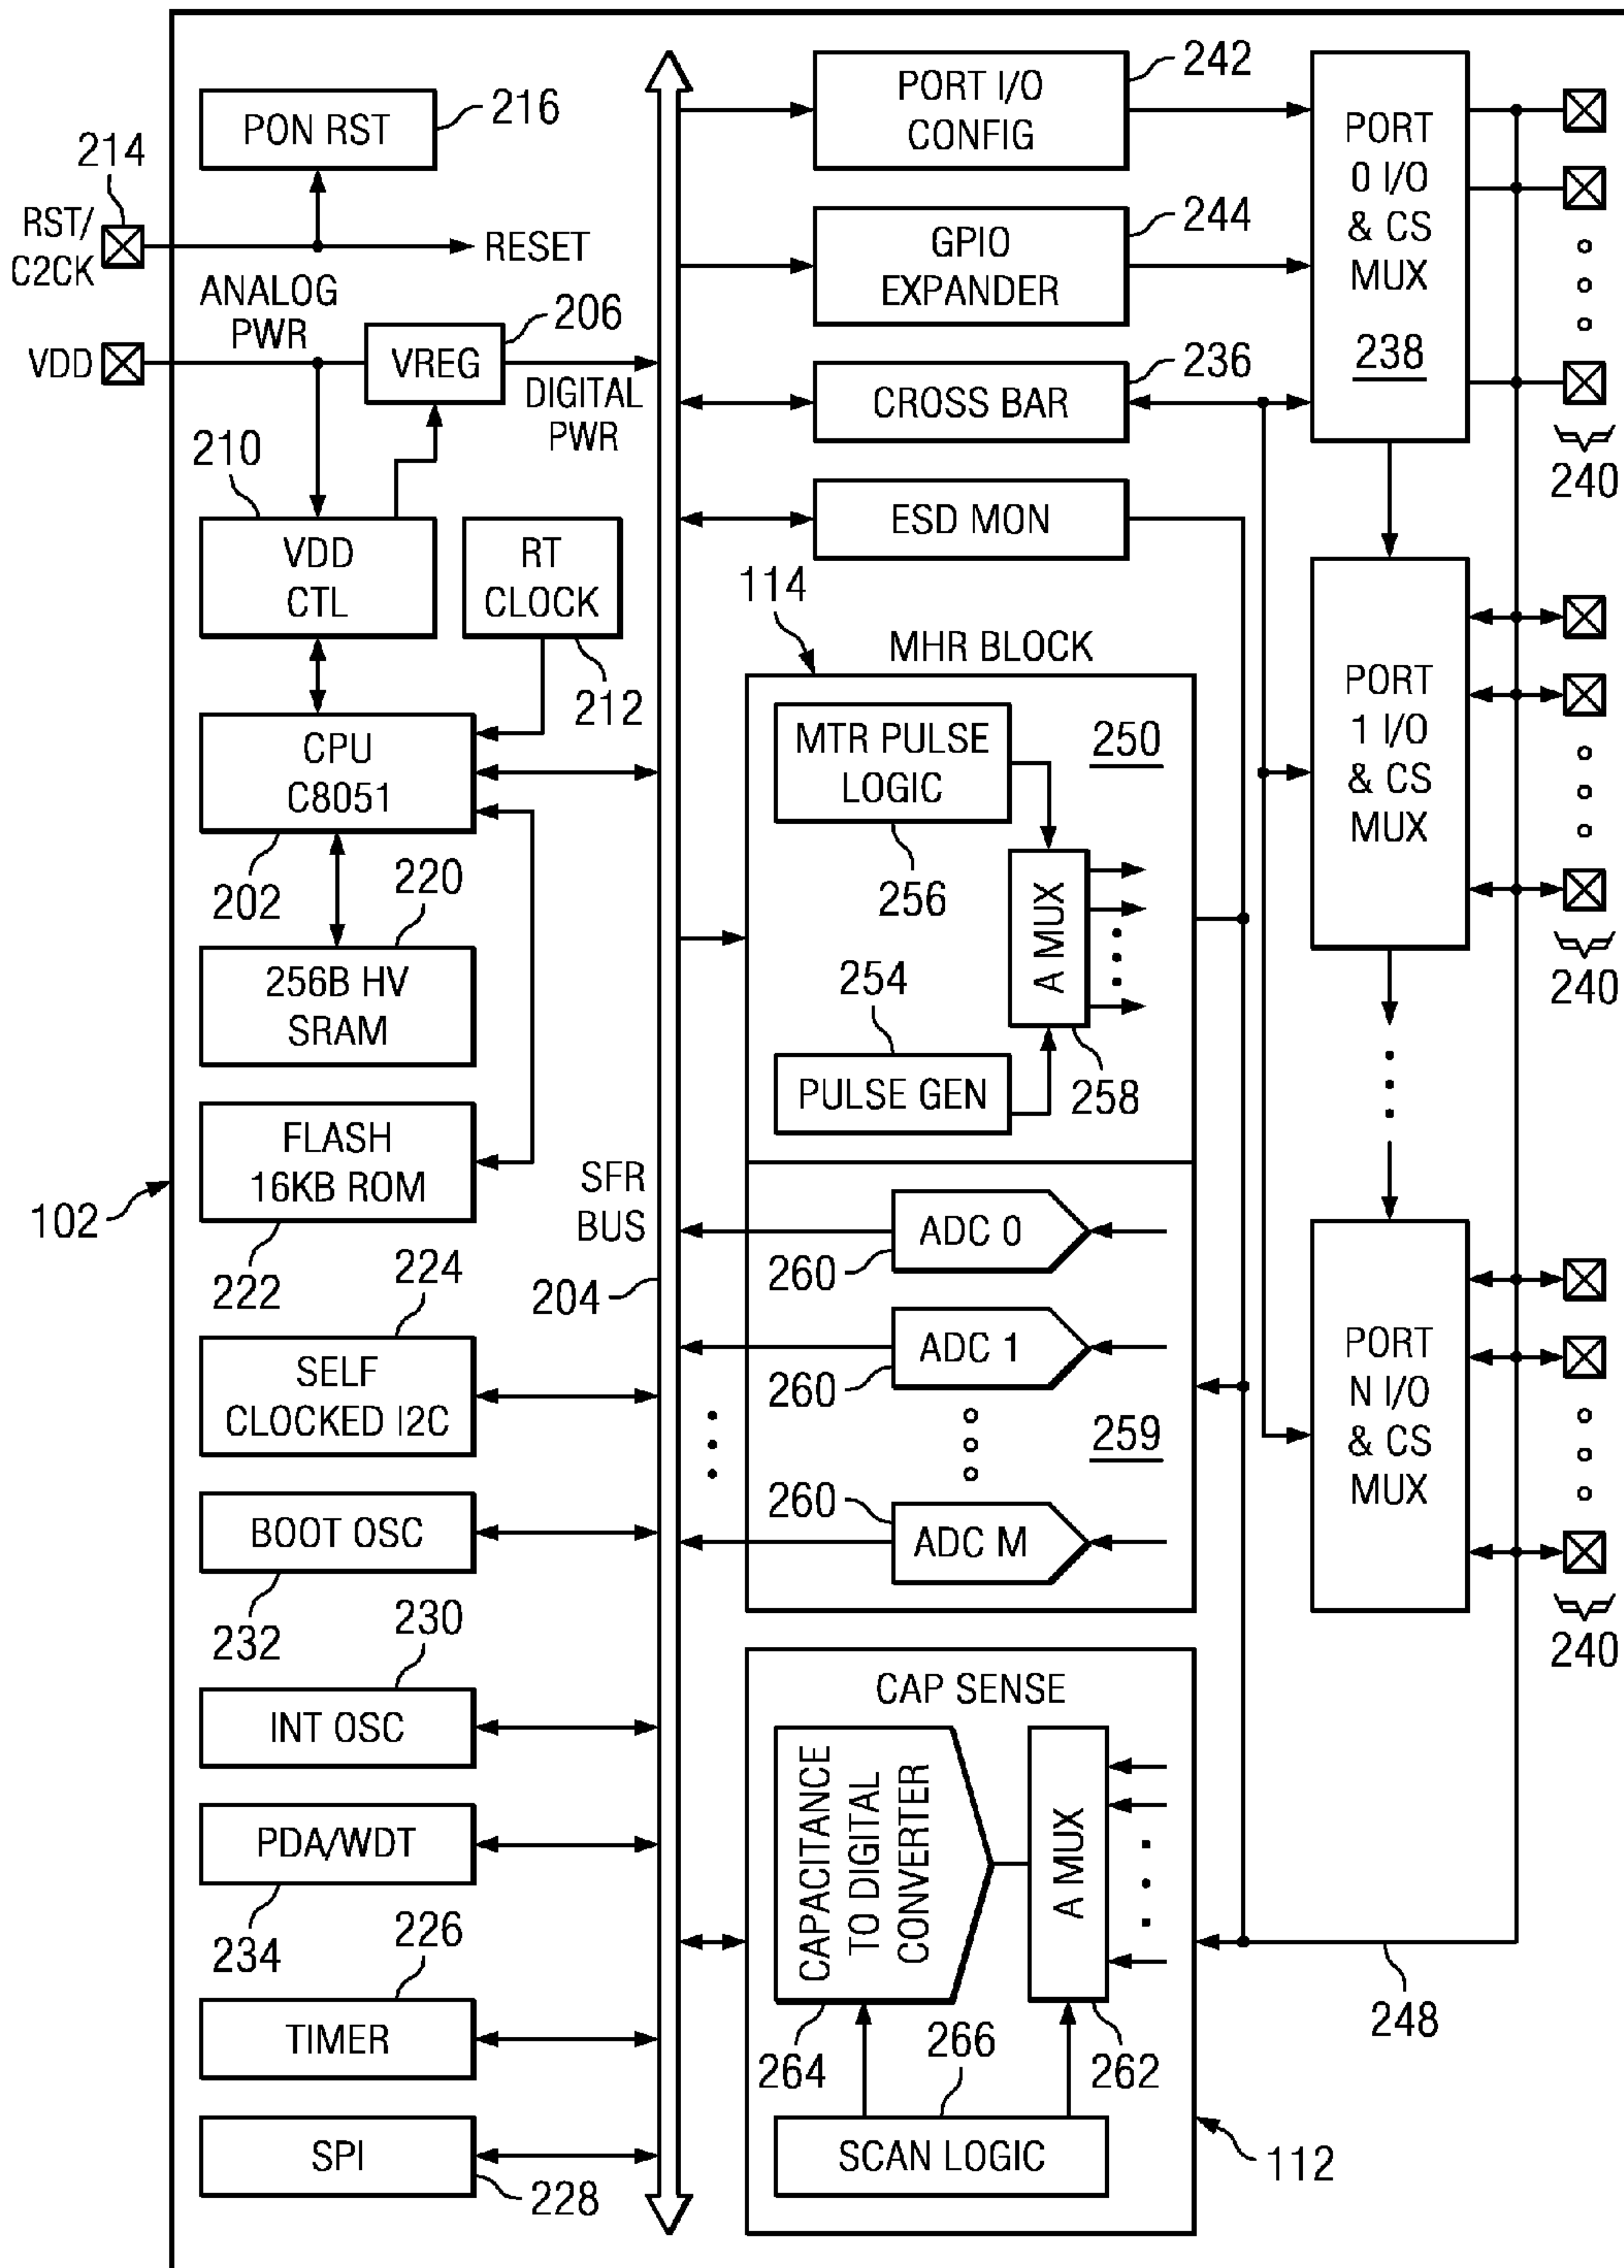 PON RST
216
214
RST/
C2CK
RESET
ANALOG
PWR
206
VDD
VREG
DIGITAL
PWR
210
VDD
CTL
RT
CLOCK
212
CPU
C8051
202
220
256B HV
SRAM
FLASH
16KB ROM
102
222
224
SELF
CLOCKED I2C
BOOT OSC
232
230
INT OSC
PDA/WDT
234
226
TIMER
SPI
228
SFR
BUS
204
PORT I/O
CONFIG
242
GPIO
EXPANDER
244
CROSS BAR
236
ESD MON
114
MHR BLOCK
MTR PULSE
LOGIC
250
256
A MUX
254
PULSE GEN
258
ADC 0
260
ADC 1
260
259
260
ADC M
CAP SENSE
CAPACITANCE
TO DIGITAL
CONVERTER
A MUX
264
266
262
SCAN LOGIC
112
248
PORT
0 I/O
& CS
MUX
238
240
PORT
1 I/O
& CS
MUX
240
PORT
N I/O
& CS
MUX
240